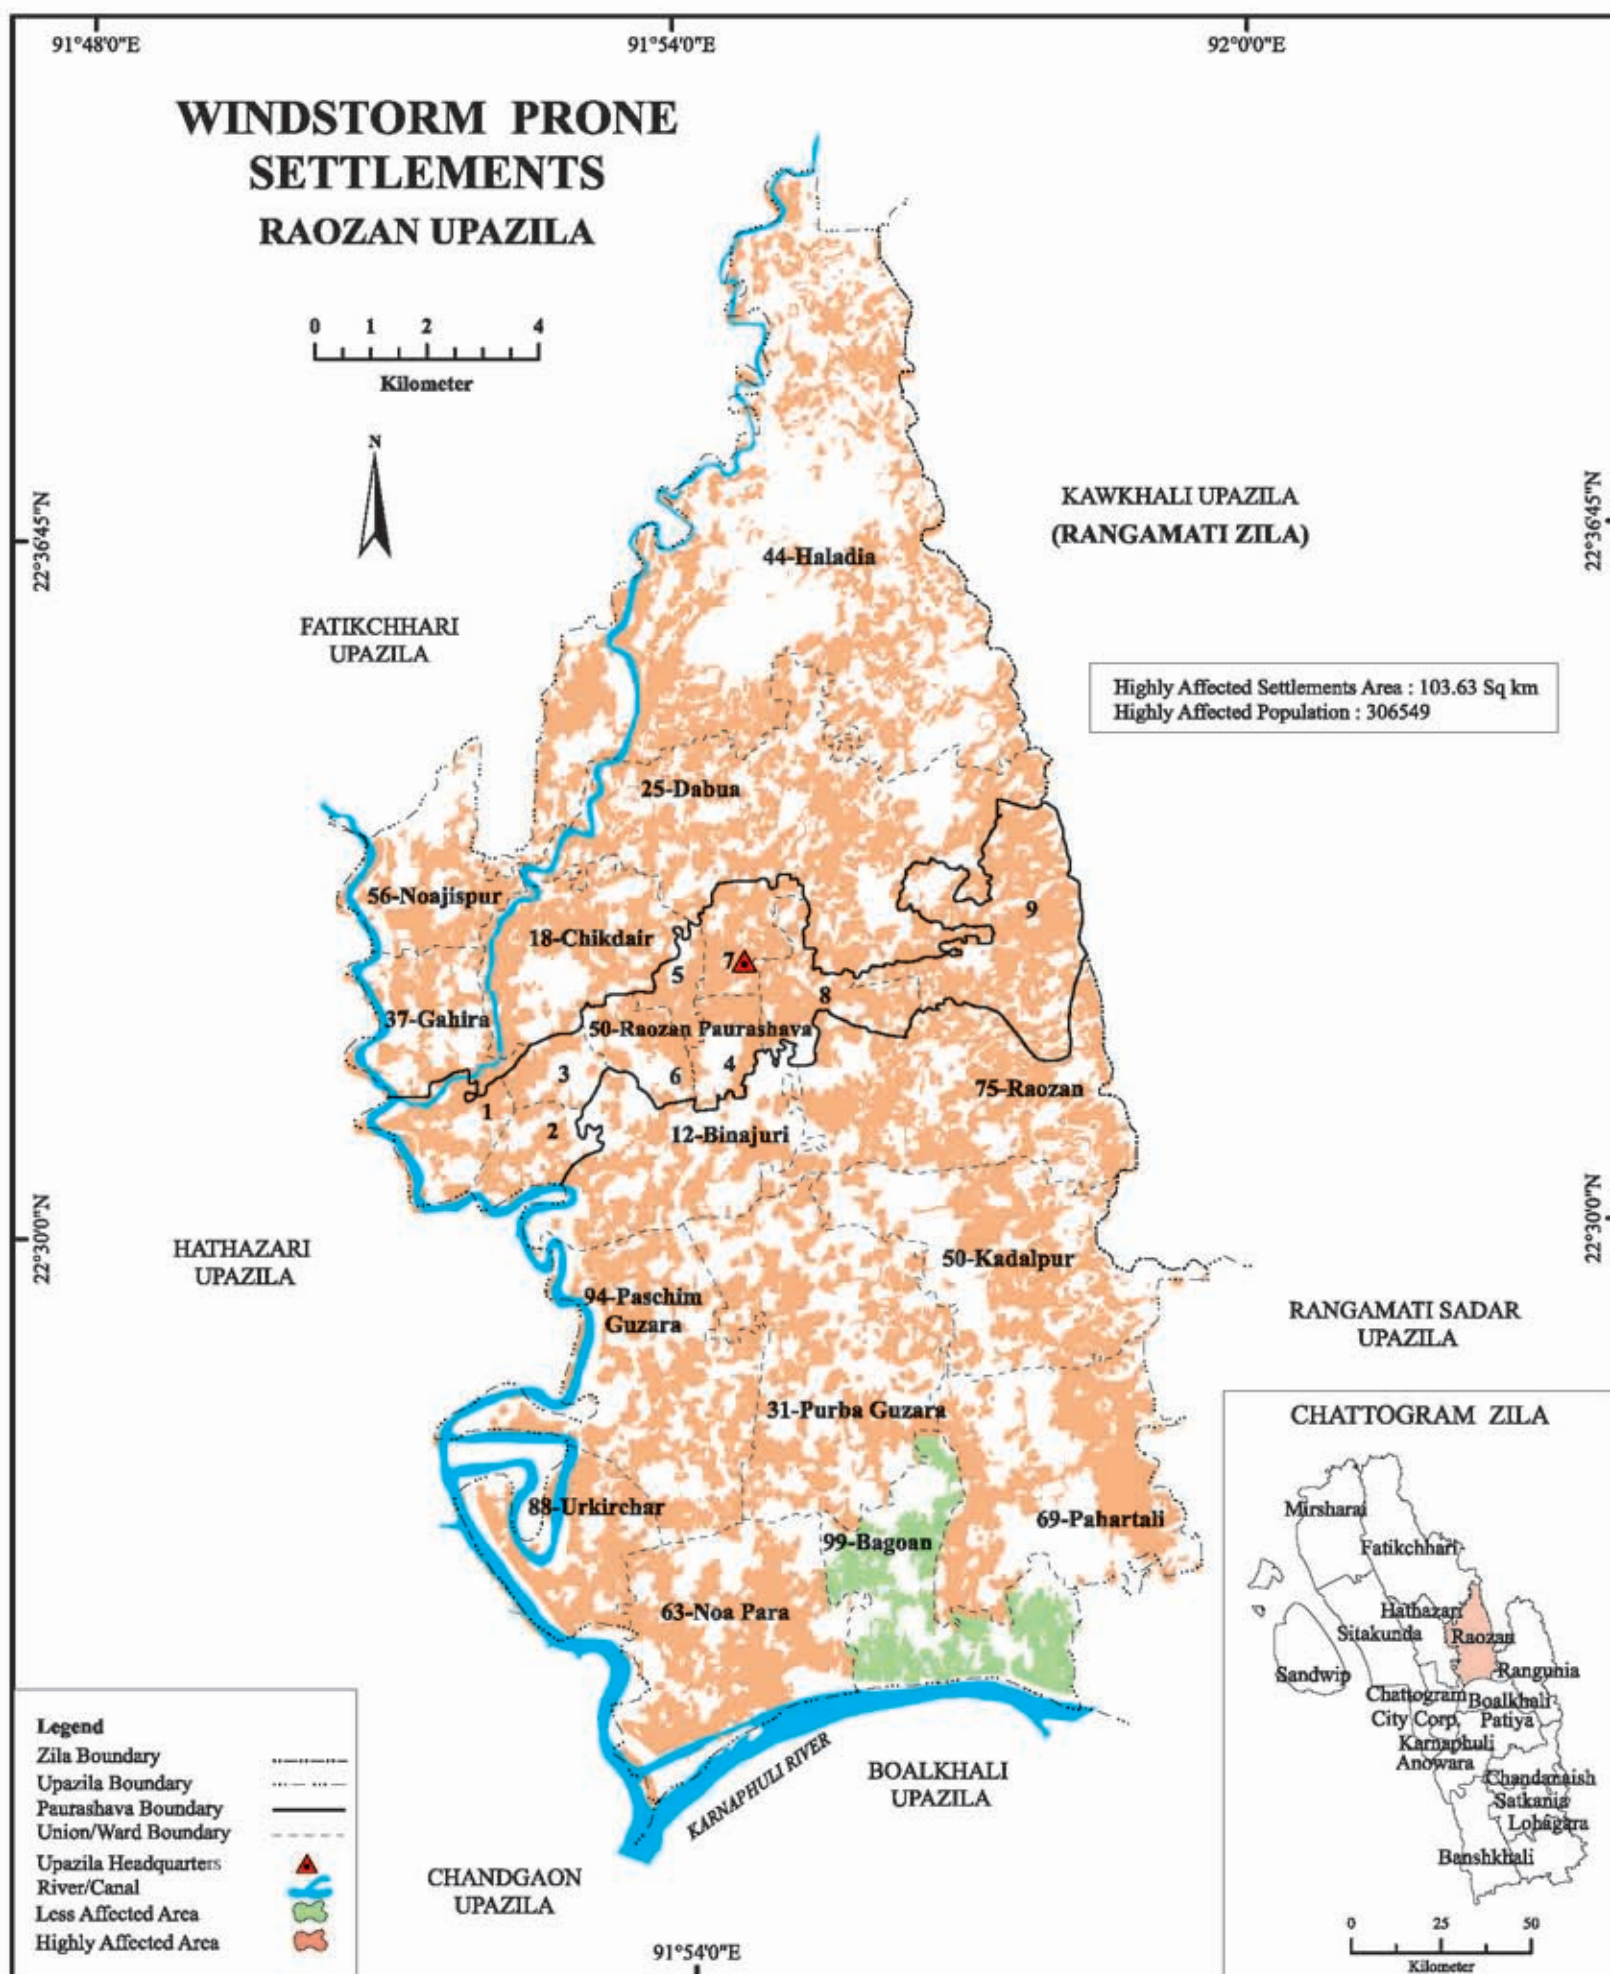 91°48'0"E
91°54'0"E
92°0'0"E
WINDSTORM PRONE
SETTLEMENTS
RAOZAN UPAZILA
0 1 2 4
Kilometer
N
22°36'45"N
22°36'45"N
KAWKHALI UPAZILA
(RANGAMATI ZILA)
44-Haladia
FATIKCHHARI
UPAZILA
Highly Affected Settlements Area : 103.63 Sq km
Highly Affected Population : 306549
25-Dabua
56-Noajispur
9
18-Chikdair
7
5
8
37-Gahira
50-Raozan Paurashava
3
6
4
75-Raozan
1
2
12-Binajuri
22°30'0"N
22°30'0"N
HATHAZARI
UPAZILA
50-Kadalpur
94-Paschim
Guzara
RANGAMATI SADAR
UPAZILA
31-Purba Guzara
88-Urkirchar
69-Pahartali
99-Bagoan
63-Noa Para
KARNAPHULI RIVER
BOALKHALI
UPAZILA
CHANDGAON
UPAZILA
91°54'0"E
CHATTOGRAM ZILA
Mirsharai
Fatikchhari
Hathazari
Sitakunda
Raozan
Sandwip
Rangunia
Chattogram
City Corp.
Boalkhali
Patiya
Karnaphuli
Anowara
Chandanaish
Satkania
Lohagara
Banshkhali
0 25 50
Kilometer
Legend
Zila Boundary
Upazila Boundary
Paurashava Boundary
Union/Ward Boundary
Upazila Headquarters
River/Canal
Less Affected Area
Highly Affected Area